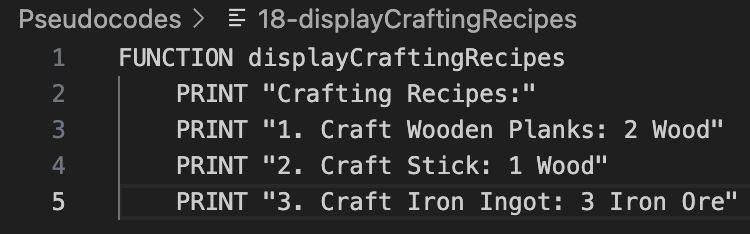 Pseudocodes > 18-displayCraftingRecipes
1 FUNCTION displayCraftingRecipes
2     PRINT "Crafting Recipes:"
3     PRINT "1. Craft Wooden Planks: 2 Wood"
4     PRINT "2. Craft Stick: 1 Wood"
5     PRINT "3. Craft Iron Ingot: 3 Iron Ore"